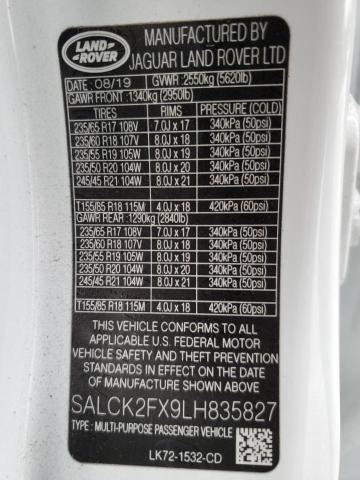 LAND
ROVER
MANUFACTURED BY
JAGUAR LAND ROVER LTD
DATE : 08/19 GVWR : 2550kg (5620lb)
GAWR FRONT : 1340kg (2950lb)
TIRES RIMS PRESSURE (COLD)
235/65 R17 108V 7.0J x 17 340kPa (50psi)
235/60 R18 107V 8.0J x 18 340kPa (50psi)
235/55 R19 105W 8.0J x 19 340kPa (50psi)
235/50 R20 104W 8.0J x 20 340kPa (50psi)
245/45 R21 104W 8.0J x 21 340kPa (50psi)
T155/85 R18 115M 4.0J x 18 420kPa (60psi)
GAWR REAR : 1290kg (2840lb)
235/65 R17 108V 7.0J x 17 340kPa (50psi)
235/60 R18 107V 8.0J x 18 340kPa (50psi)
235/55 R19 105W 8.0J x 19 340kPa (50psi)
235/50 R20 104W 8.0J x 20 340kPa (50psi)
245/45 R21 104W 8.0J x 21 340kPa (50psi)
T155/85 R18 115M 4.0J x 18 420kPa (60psi)
THIS VEHICLE CONFORMS TO ALL
APPLICABLE U.S. FEDERAL MOTOR
VEHICLE SAFETY, BUMPER, AND
THEFT PREVENTION STANDARDS IN EFFECT ON THE DATE OF
MANUFACTURE SHOWN ABOVE.
SALCK2FX9LH835827
TYPE : MULTI-PURPOSE PASSENGER VEHICLE
LK72-1532-CD